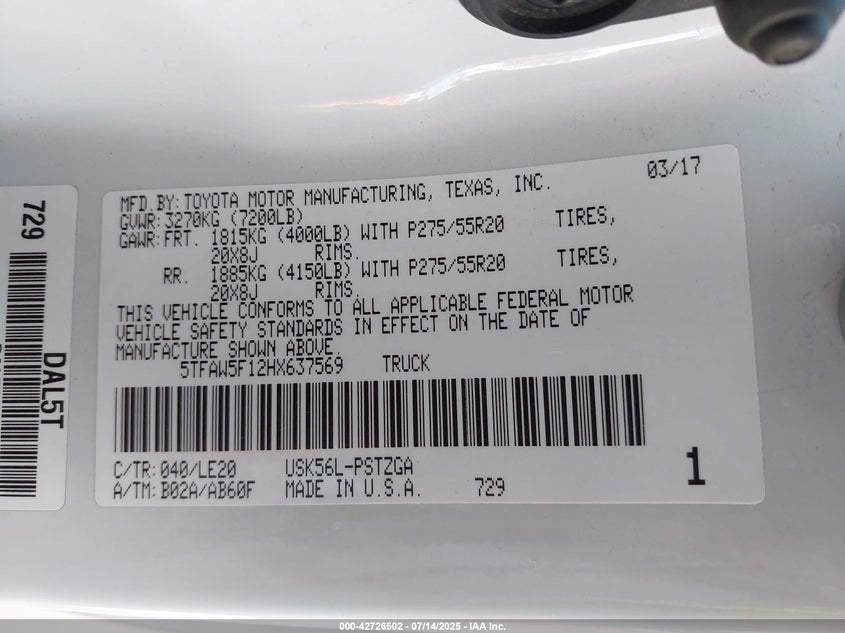 MFD.BY:TOYOTA MOTOR MANUFACTURING, TEXAS, INC. 03/17
GVWR:3270KG (7200LB)
GAWR:FRT. 1815KG (4000LB) WITH P275/55R20 TIRES,
20X8J RIMS.
RR. 1885KG (4150LB) WITH P275/55R20 TIRES,
20X8J RIMS.
THIS VEHICLE CONFORMS TO ALL APPLICABLE FEDERAL MOTOR
VEHICLE SAFETY STANDARDS IN EFFECT ON THE DATE OF
MANUFACTURE SHOWN ABOVE.
5TFAW5F12HX637569 TRUCK
C/TR:040/LE20 USK56L-PSTZGA 1
A/TM:B02A/AB60F MADE IN U.S.A. 729
729
DAL5T
000-42726502 - 07/14/2025 - IAA Inc.